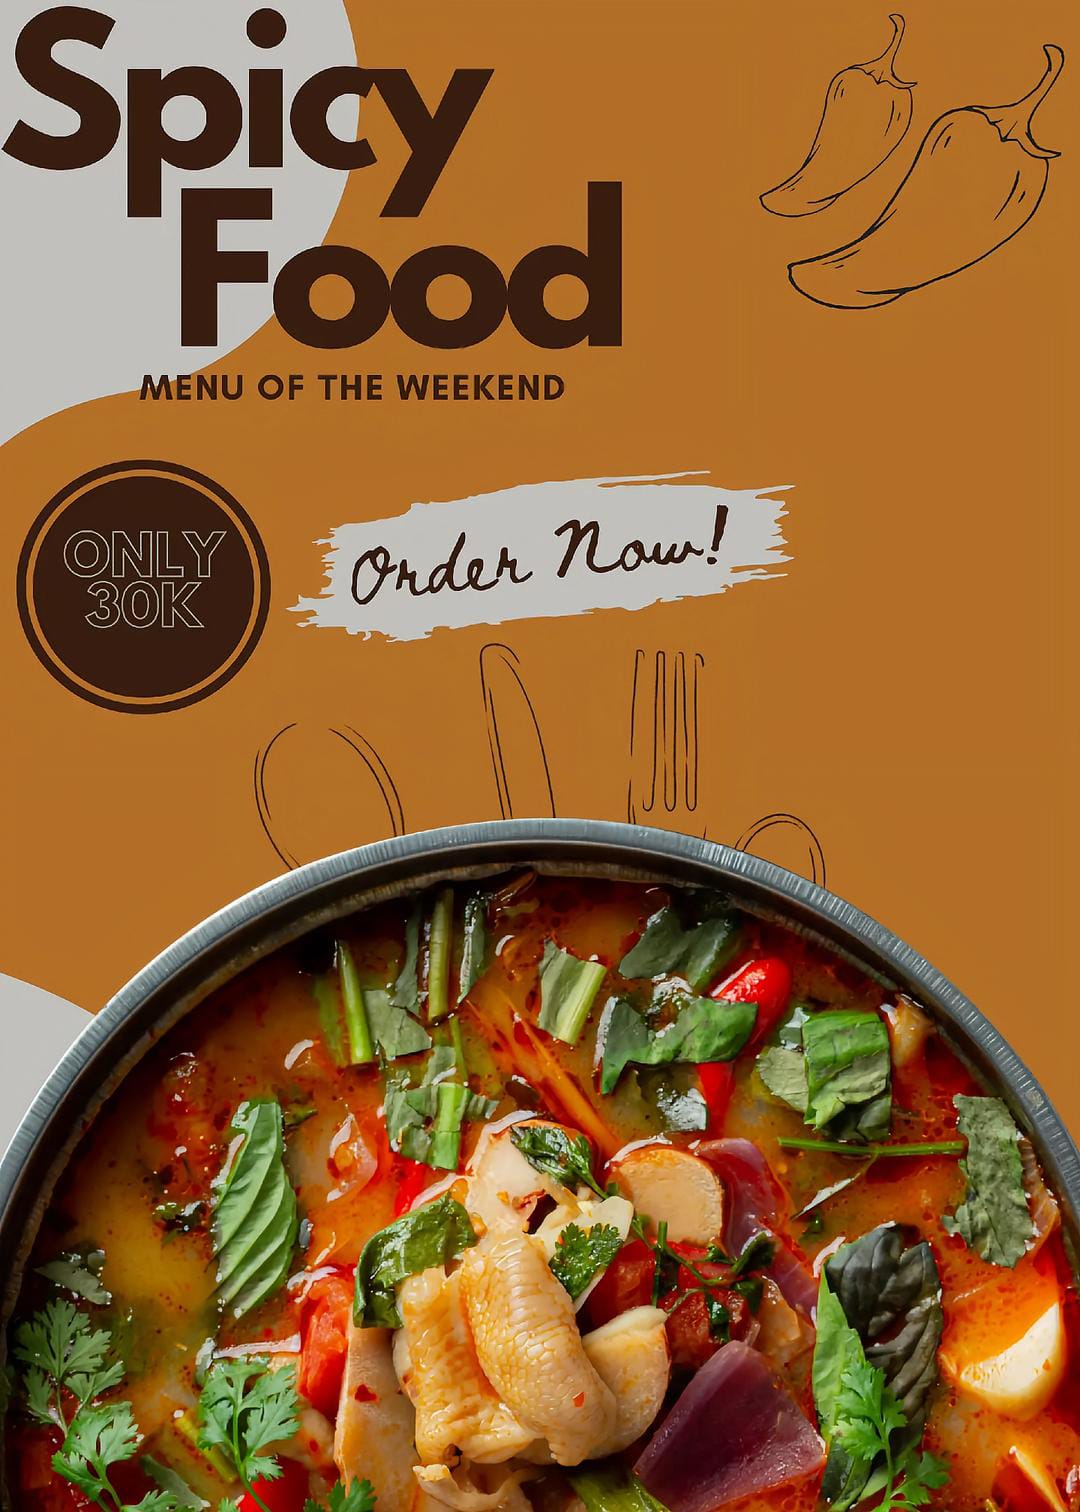 Spicy
Food
MENU OF THE WEEKEND
ONLY
30K
Order Now!